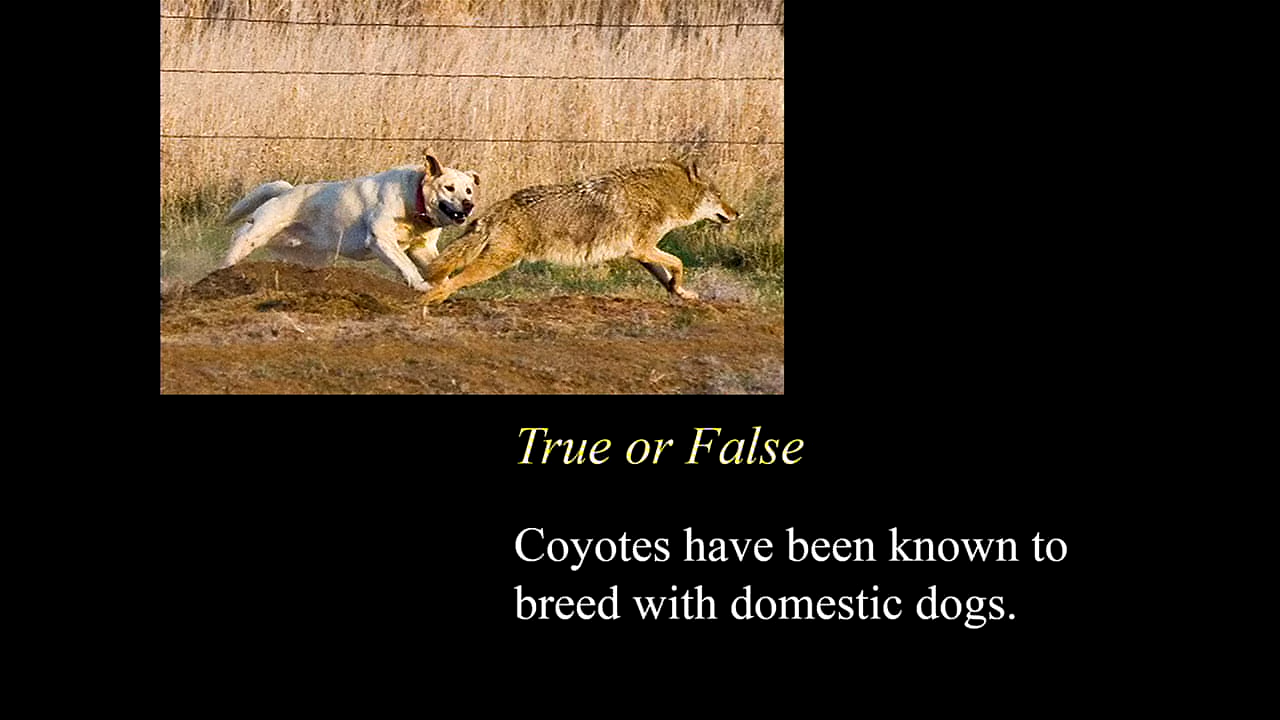 True or False
Coyotes have been known to
breed with domestic dogs.